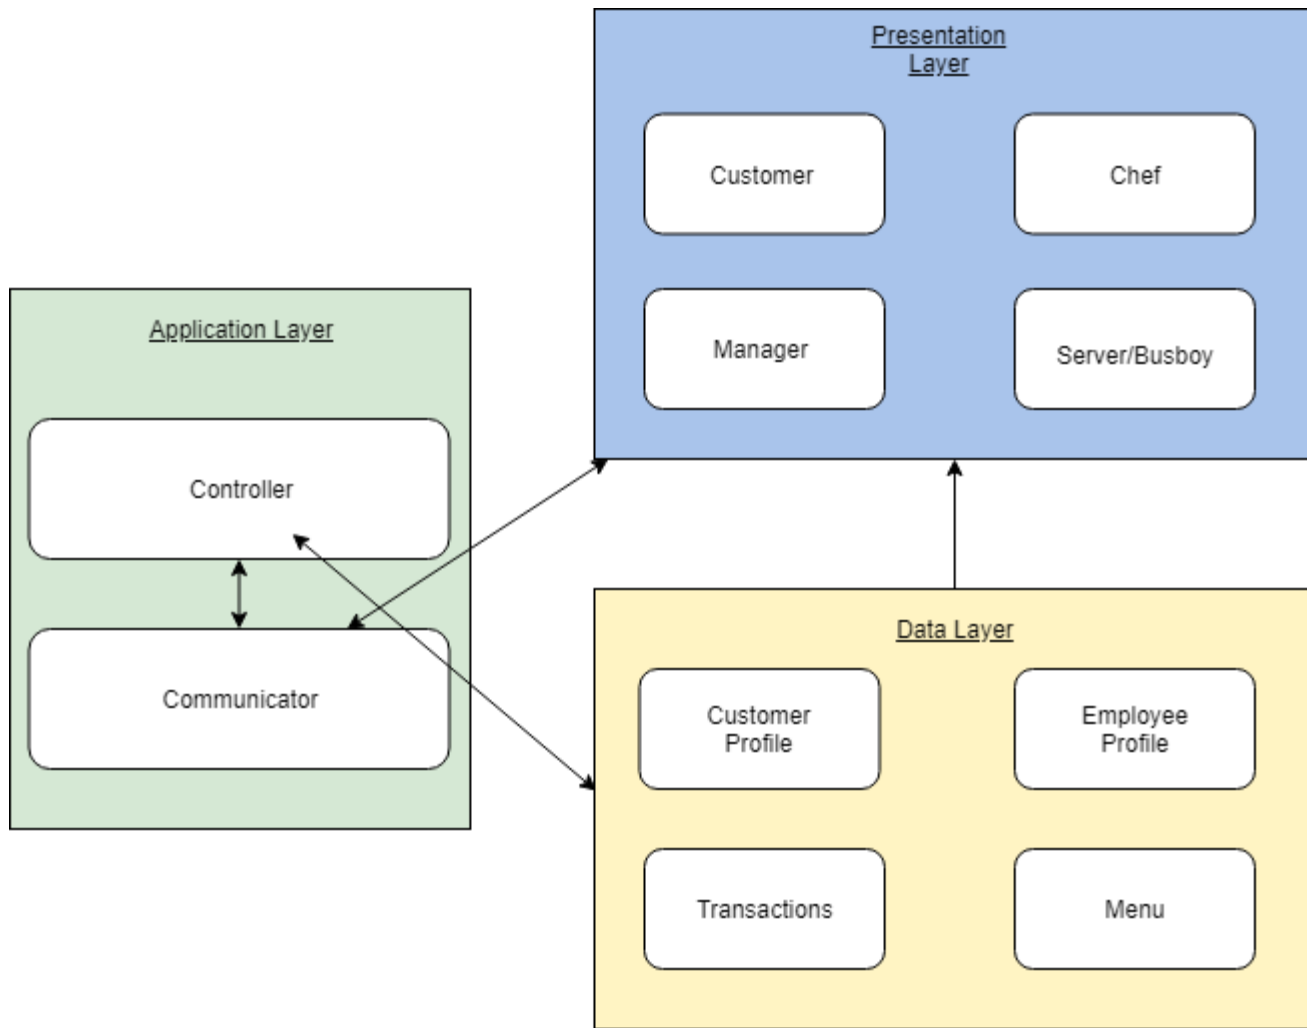 Presentation
Layer
Customer
Chef
Manager
Server/Busboy
Application Layer
Controller
Communicator
Data Layer
Customer
Profile
Employee
Profile
Transactions
Menu